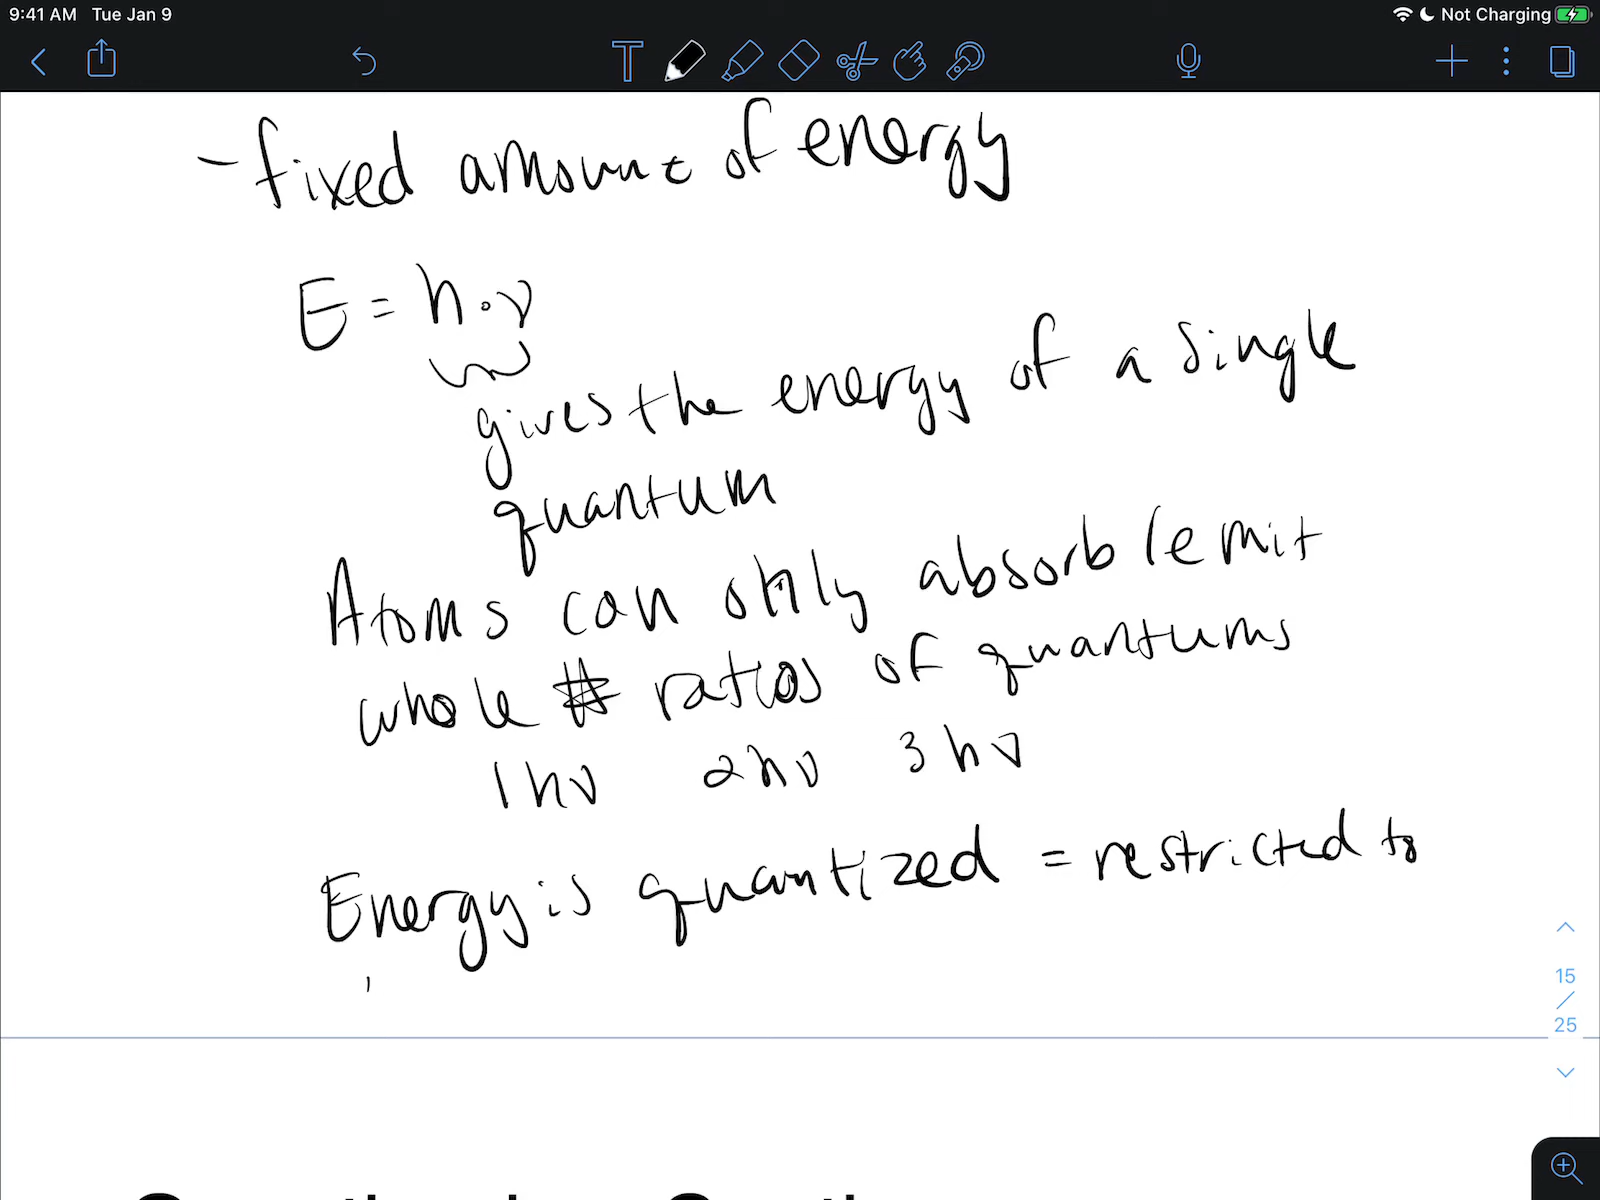 9:41 AM Tue Jan 9
Not Charging
T
- fixed amount of energy
E = h·ν
gives the energy of a single
quantum
Atoms can only absorb/emit
whole # ratios of quantums
1hν 2hν 3hν
Energy is quantized = restricted to
15
/
25